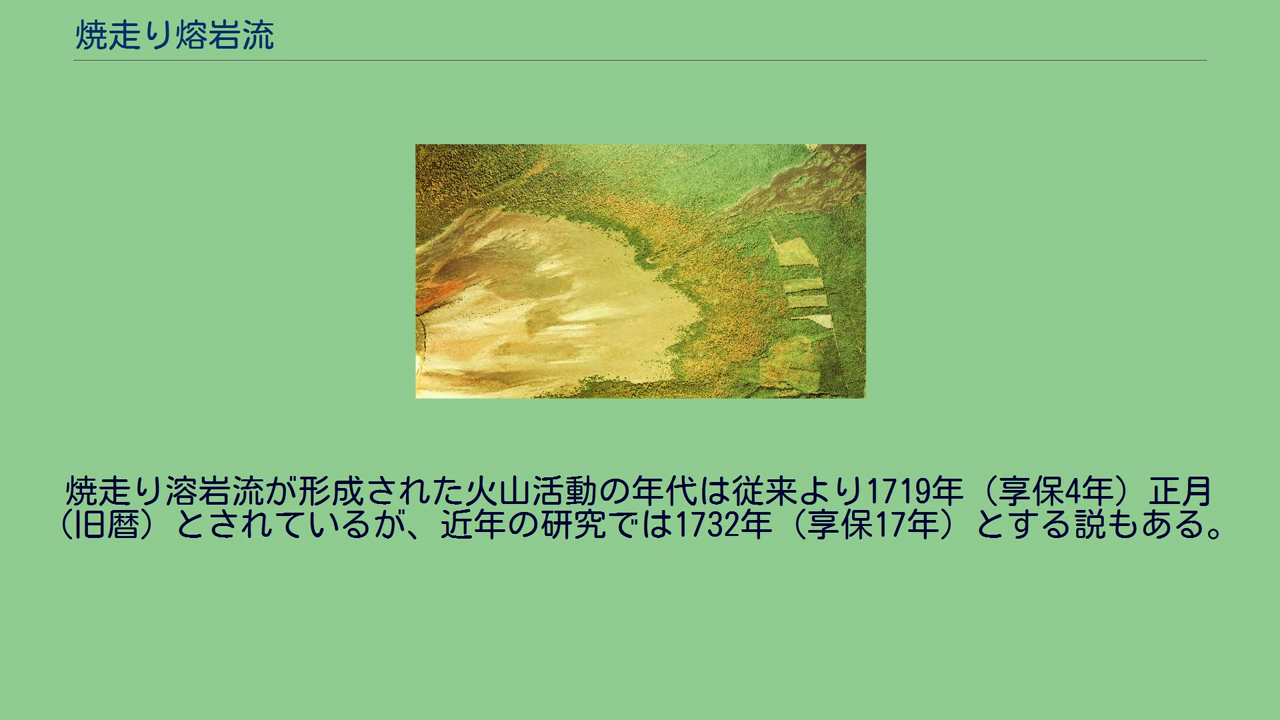 焼走り熔岩流
焼走り溶岩流が形成された火山活動の年代は従来より1719年（享保4年）正月
（旧暦）とされているが、近年の研究では1732年（享保17年）とする説もある。